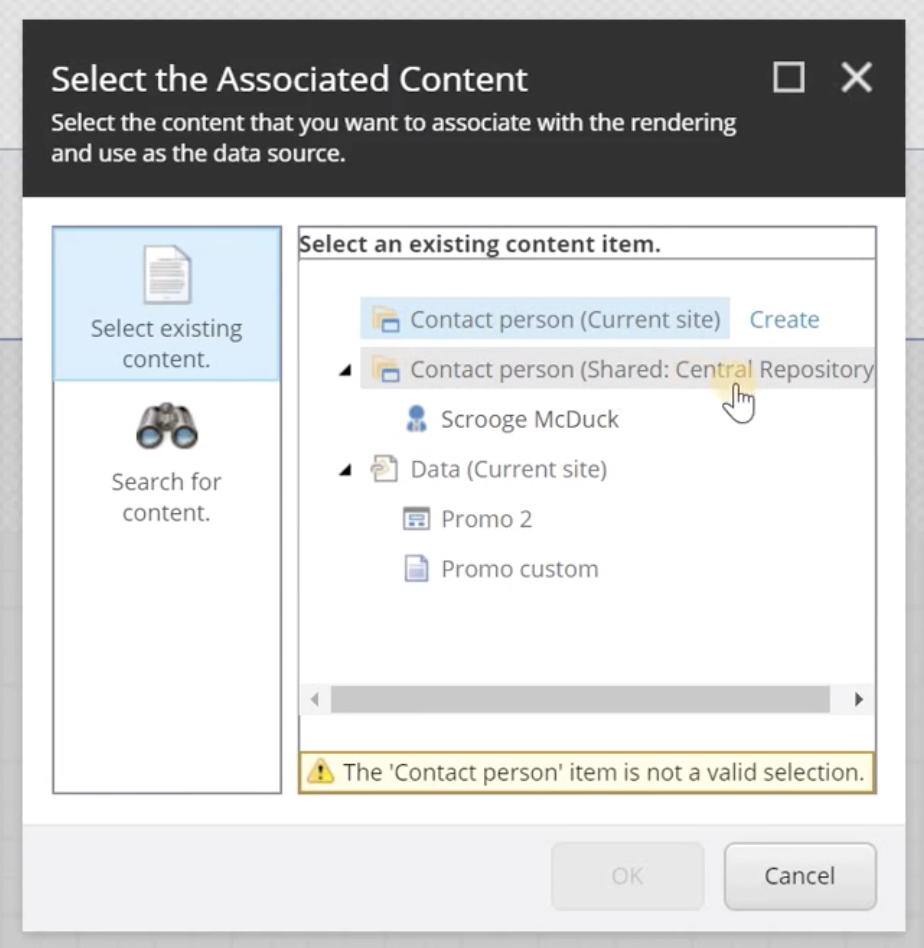 Select the Associated Content
Select the content that you want to associate with the rendering
and use as the data source.
Select existing
content.
Search for
content.
Select an existing content item.
Contact person (Current site) Create
Contact person (Shared: Central Repository
Scrooge McDuck
Data (Current site)
Promo 2
Promo custom
The 'Contact person' item is not a valid selection.
OK Cancel